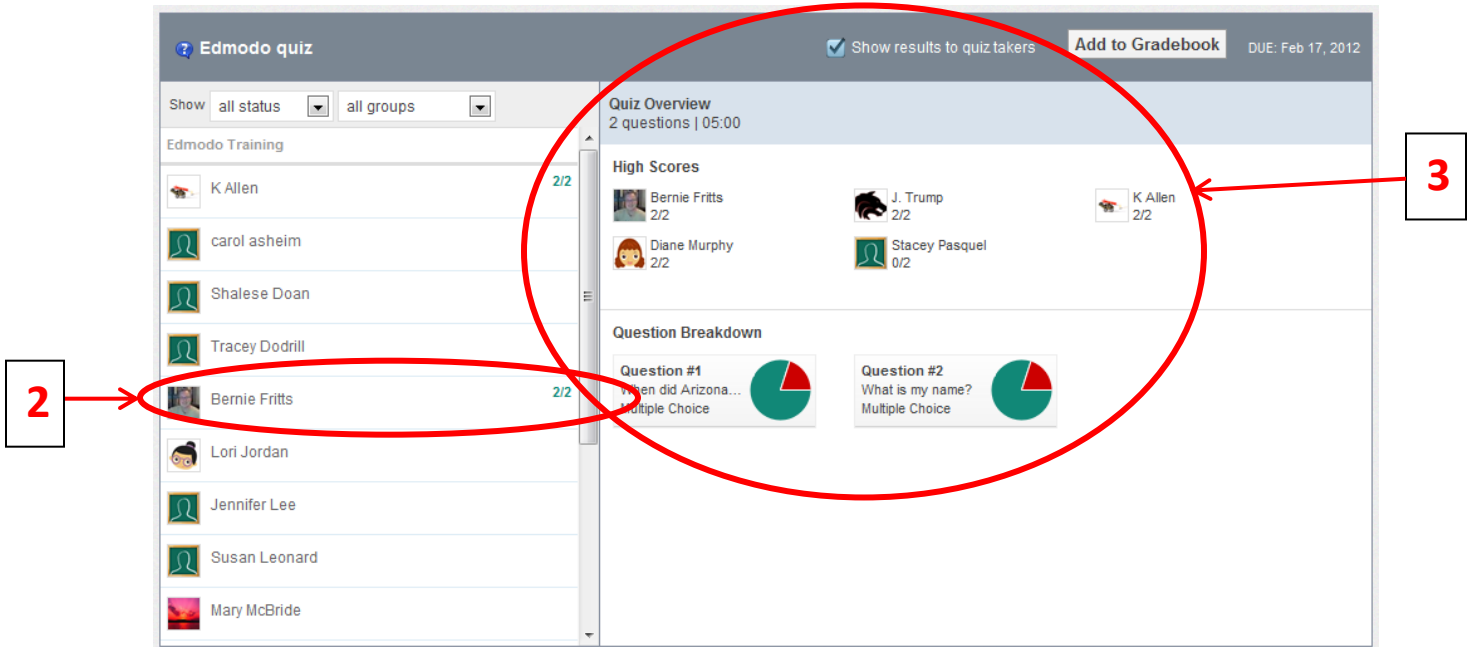 Edmodo quiz
Show results to quiz takers
Add to Gradebook
DUE: Feb 17, 2012
Show all status all groups
Edmodo Training
K Allen 2/2
carol asheim
Shalese Doan
Tracey Dodrill
Bernie Fritts 2/2
Lori Jordan
Jennifer Lee
Susan Leonard
Mary McBride
Quiz Overview
2 questions | 05:00
High Scores
Bernie Fritts
2/2
J. Trump
2/2
K Allen
2/2
Diane Murphy
2/2
Stacey Pasquel
0/2
Question Breakdown
Question #1
When did Arizona...
Multiple Choice
Question #2
What is my name?
Multiple Choice
2
3